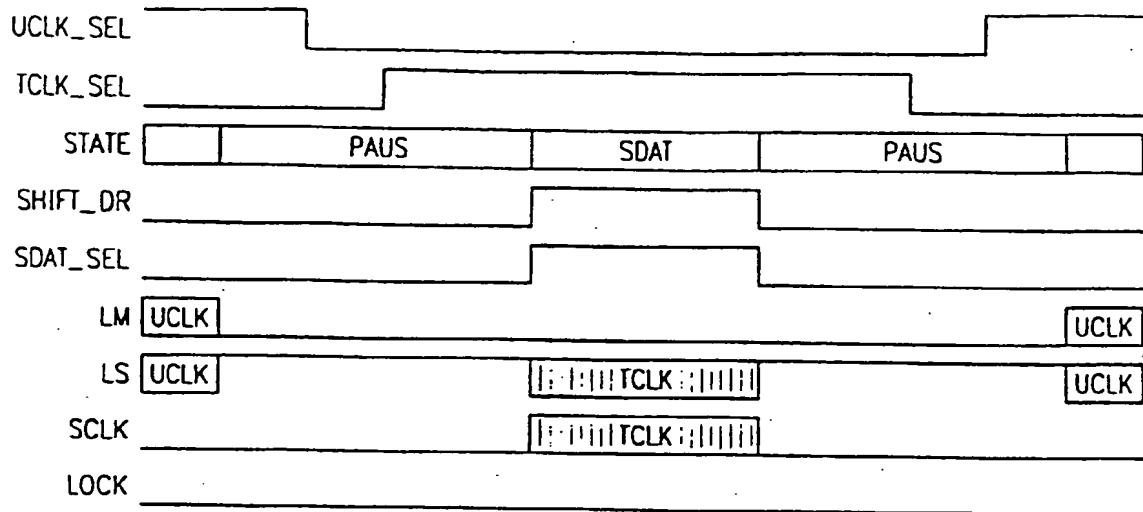 UCLK_SEL
TCLK_SEL
STATE PAUS SDAT PAUS
SHIFT_DR
SDAT_SEL
LM UCLK UCLK
LS UCLK TCLK UCLK
SCLK TCLK
LOCK